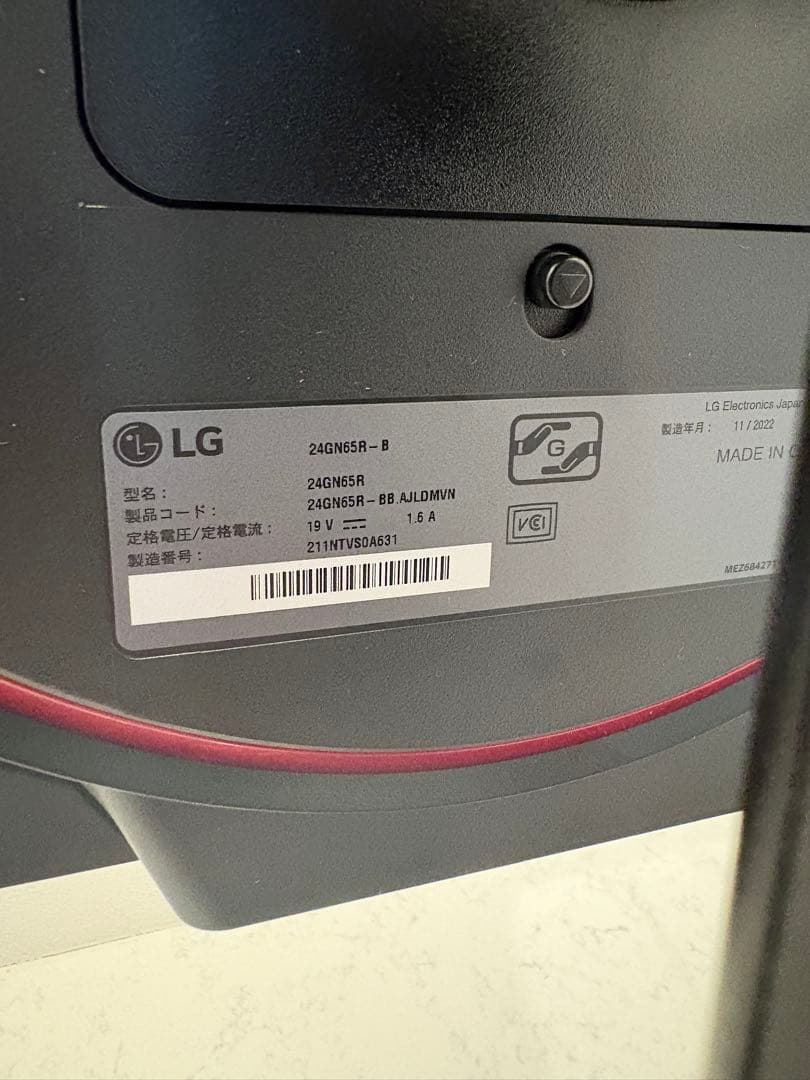 LG
24GN65R-B
型名：
24GN65R
製品コード：
24GN65R-BB.AJLDMVN
定格電圧/定格電流：
19 V ⎓ 1.6 A
製造番号：
211NTVS0A631
G
VCCI
LG Electronics Japan
製造年月： 11/2022
MADE IN
MEZ684271